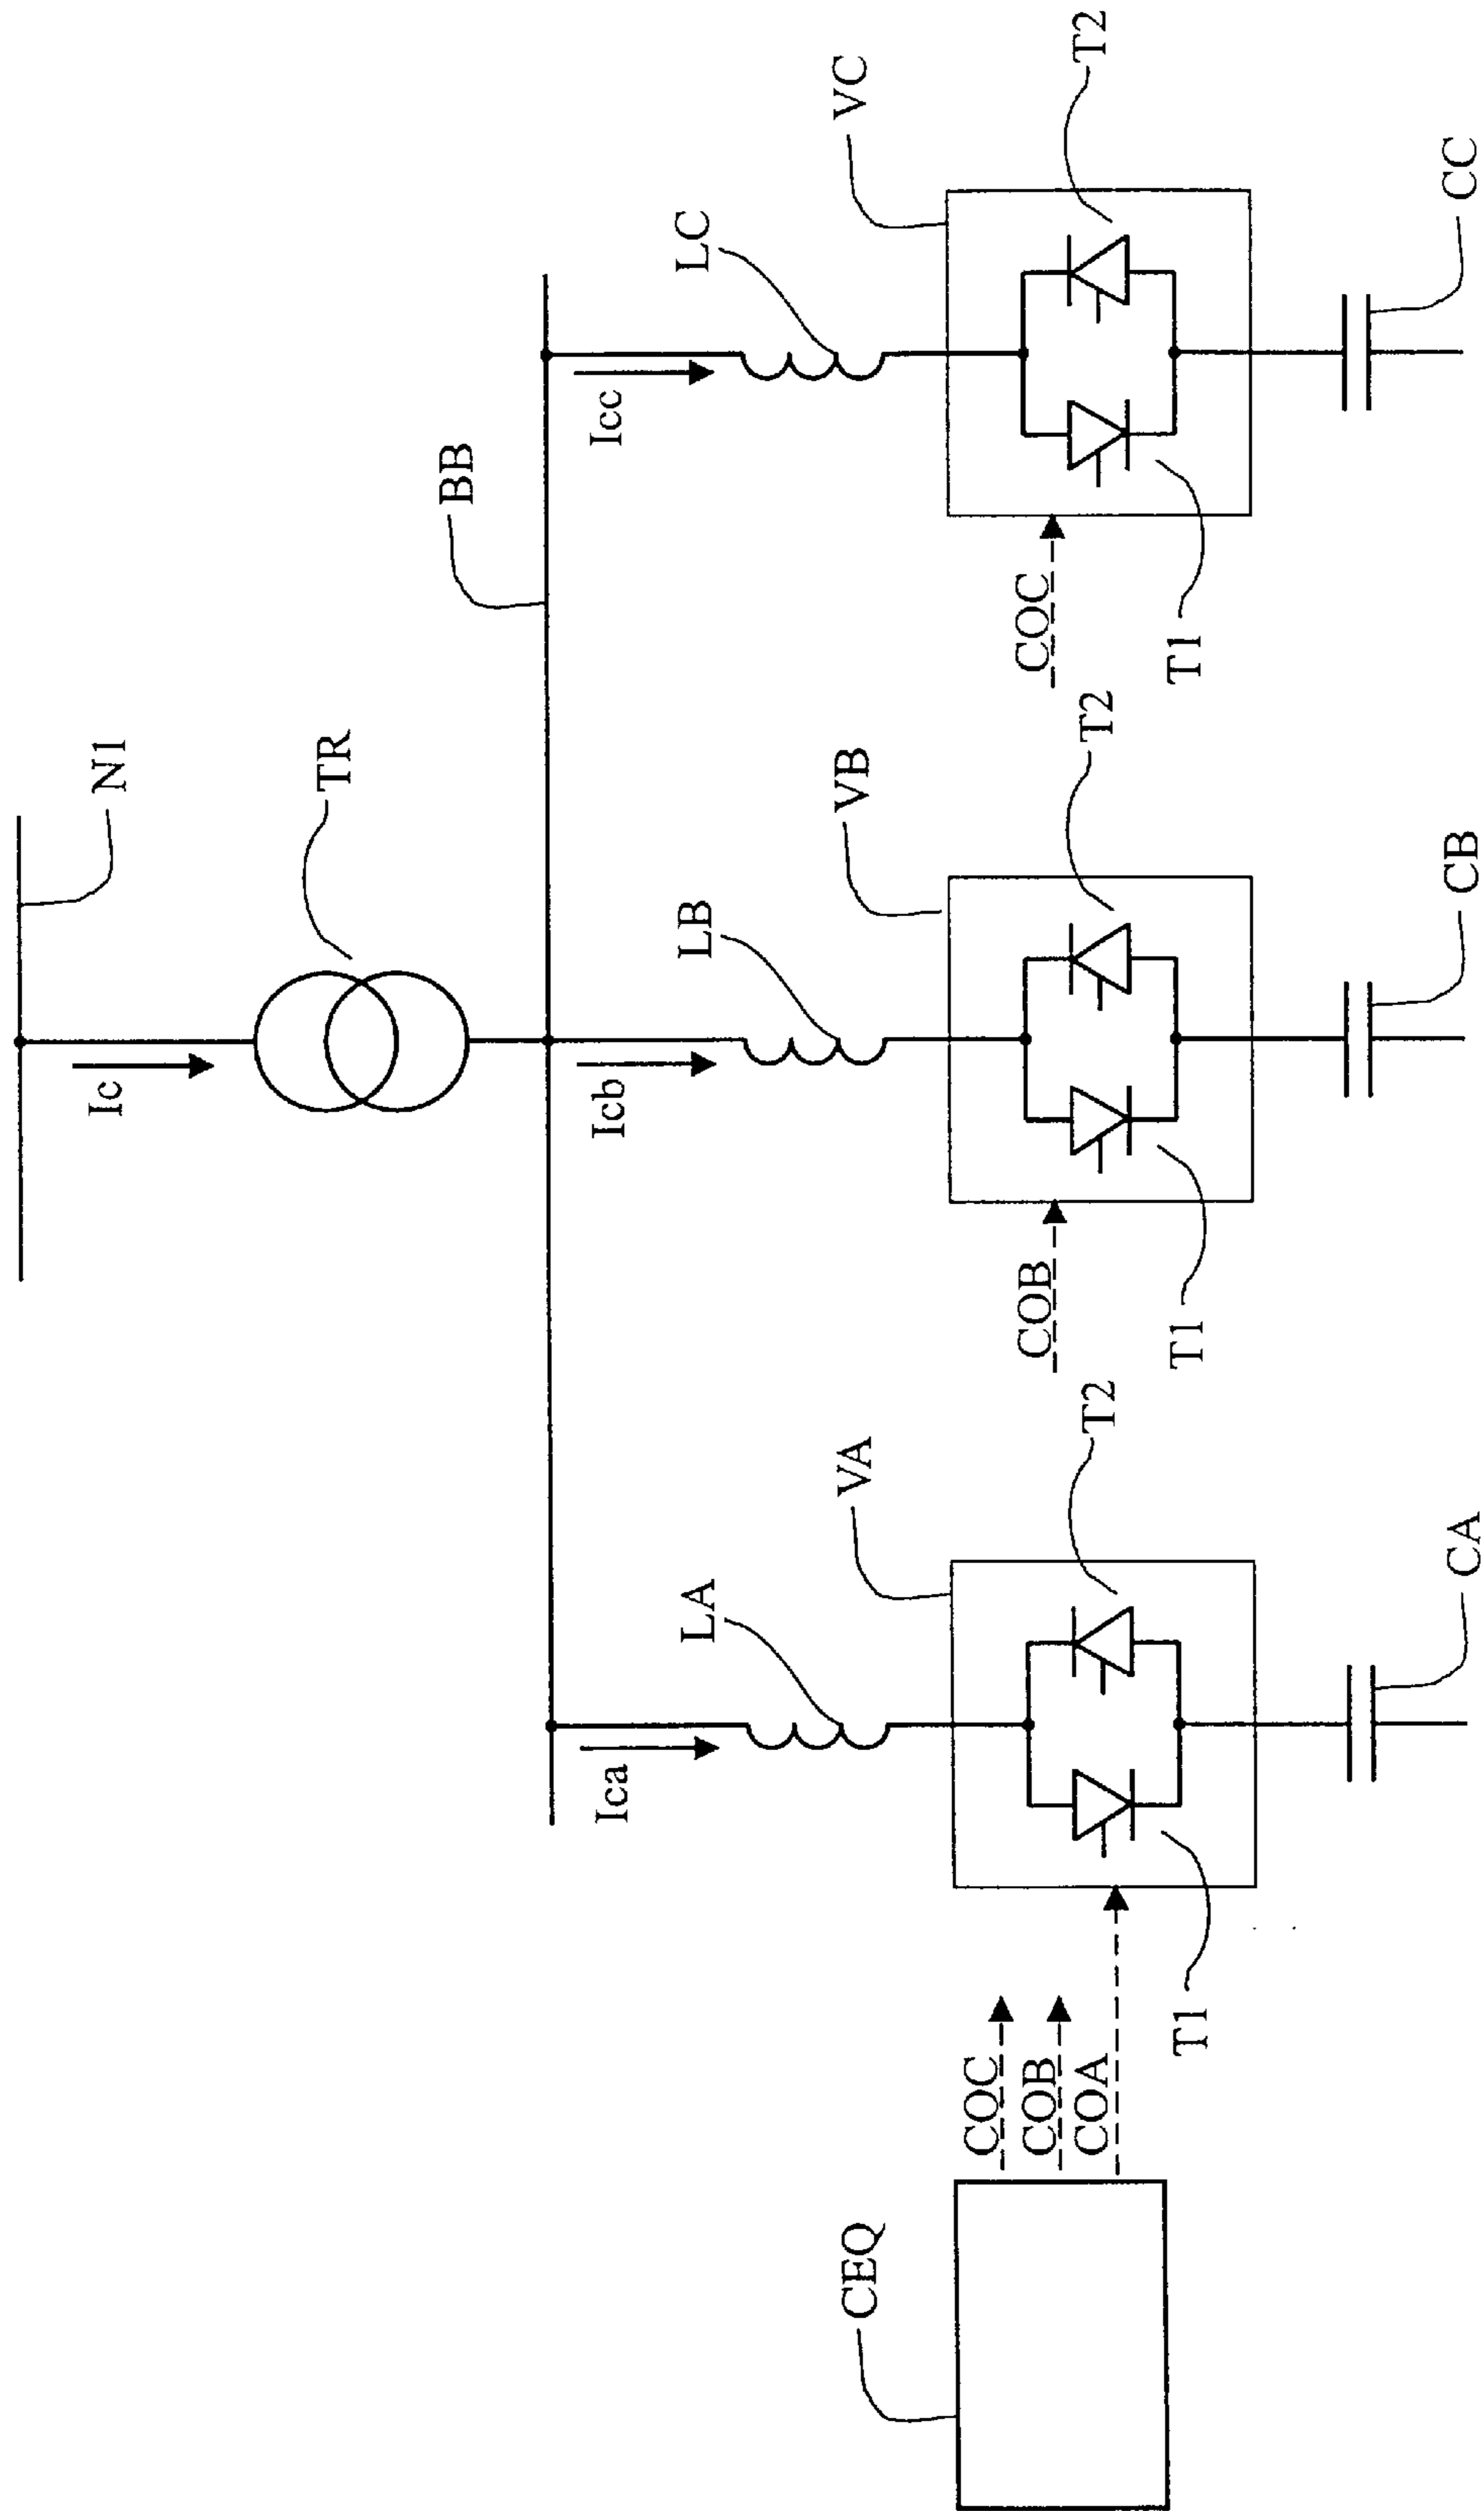 N1
Ic
TR
BB
Ica
Icb
Icc
LA
LB
LC
CEQ
VA
VB
VC
COC
COB
COA
COB
COC
T1
T2
T1
T2
T1
T2
CA
CB
CC